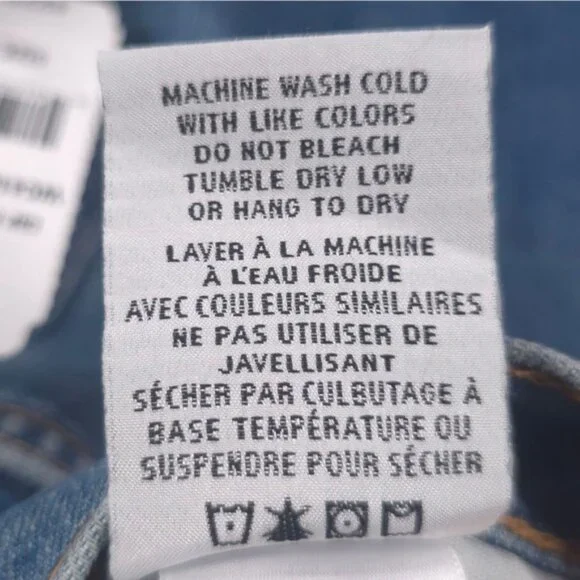 MACHINE WASH COLD
WITH LIKE COLORS
DO NOT BLEACH
TUMBLE DRY LOW
OR HANG TO DRY
LAVER À LA MACHINE
À L'EAU FROIDE
AVEC COULEURS SIMILAIRES
NE PAS UTILISER DE
JAVELLISANT
SÉCHER PAR CULBUTAGE À
BASE TEMPÉRATURE OU
SUSPENDRE POUR SÉCHER